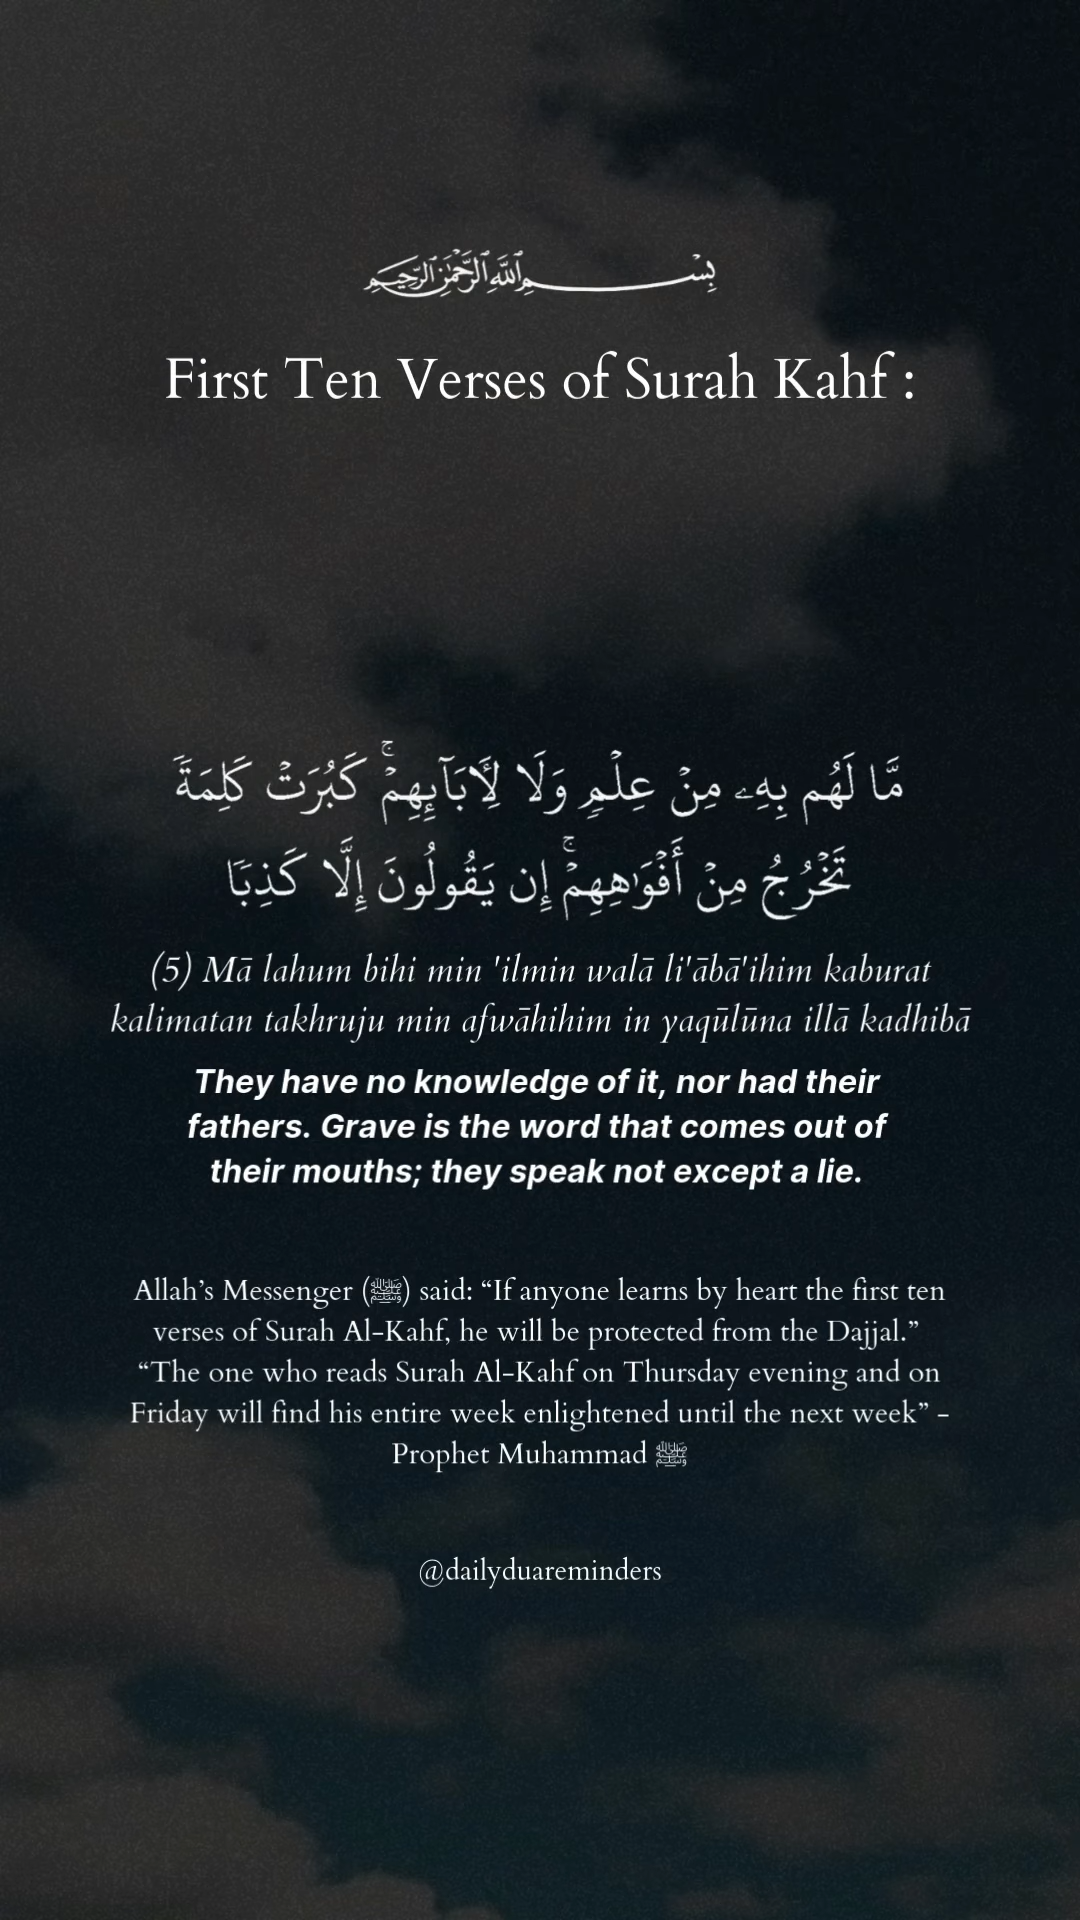 بِسْمِ ٱللَّهِ ٱلرَّحْمَٰنِ ٱلرَّحِيمِ
First Ten Verses of Surah Kahf :
مَّا لَهُم بِهِۦ مِنْ عِلْمٍ وَلَا لِءَابَآئِهِمْ ۚ كَبُرَتْ كَلِمَةً
تَخْرُجُ مِنْ أَفْوَٰهِهِمْ ۚ إِن يَقُولُونَ إِلَّا كَذِبًا
(5) Mā lahum bihi min 'ilmin walā li'ābā'ihim kaburat
kalimatan takhruju min afwāhihim in yaqūlūna illā kadhibā
They have no knowledge of it, nor had their
fathers. Grave is the word that comes out of
their mouths; they speak not except a lie.
Allah’s Messenger (ﷺ) said: “If anyone learns by heart the first ten
verses of Surah Al-Kahf, he will be protected from the Dajjal.”
“The one who reads Surah Al-Kahf on Thursday evening and on
Friday will find his entire week enlightened until the next week” -
Prophet Muhammad ﷺ
@dailyduareminders